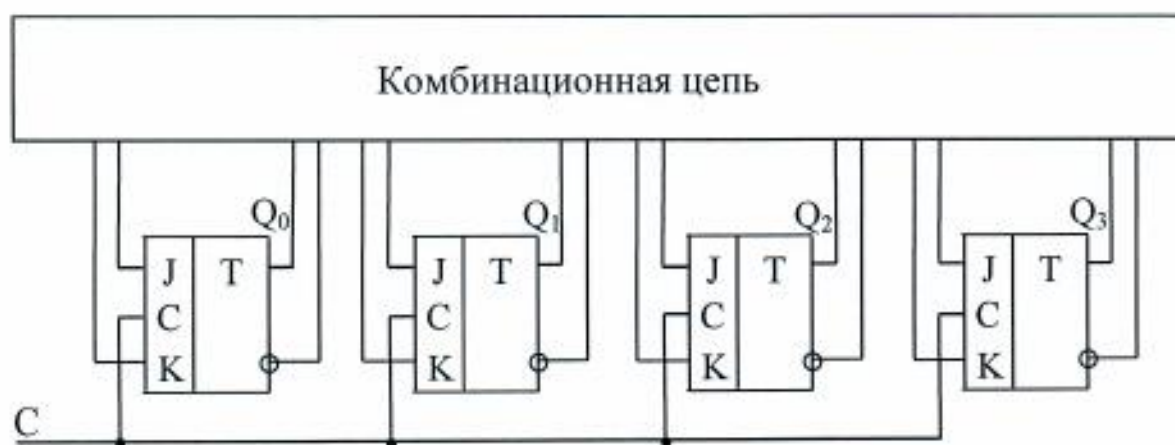 Комбинационная цепь
Q0 Q1 Q2 Q3
J T J T J T J T
C C C C
K K K K
C